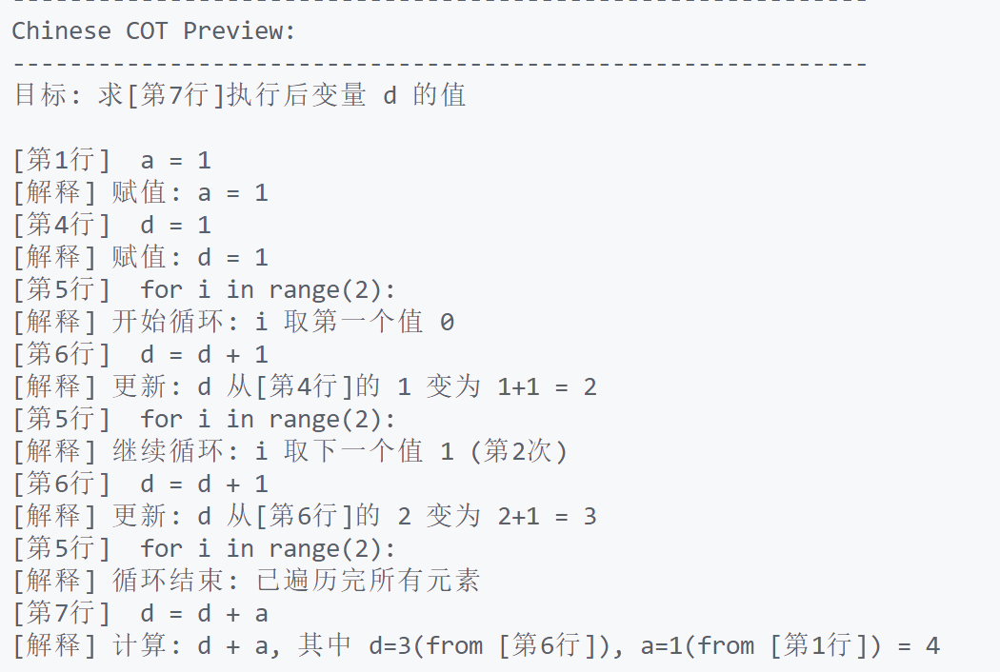 ------------------------------------------------------------
Chinese COT Preview:
------------------------------------------------------------
目标: 求[第7行]执行后变量 d 的值
[第1行]  a = 1
[解释] 赋值: a = 1
[第4行]  d = 1
[解释] 赋值: d = 1
[第5行]  for i in range(2):
[解释] 开始循环: i 取第一个值 0
[第6行]  d = d + 1
[解释] 更新: d 从[第4行]的 1 变为 1+1 = 2
[第5行]  for i in range(2):
[解释] 继续循环: i 取下一个值 1 (第2次)
[第6行]  d = d + 1
[解释] 更新: d 从[第6行]的 2 变为 2+1 = 3
[第5行]  for i in range(2):
[解释] 循环结束: 已遍历完所有元素
[第7行]  d = d + a
[解释] 计算: d + a, 其中 d=3(from [第6行]), a=1(from [第1行]) = 4